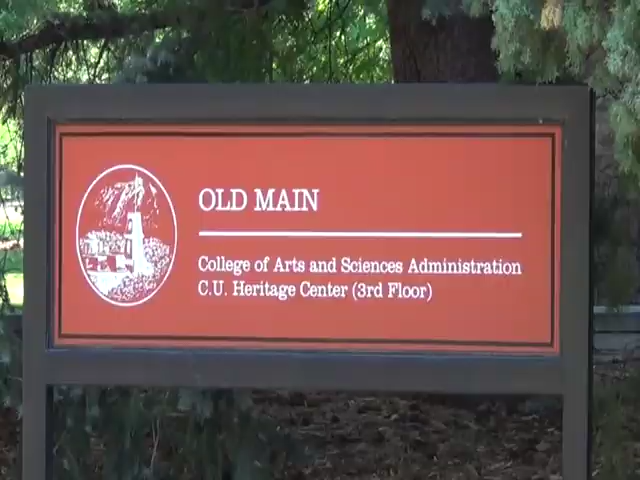 OLD MAIN
College of Arts and Sciences Administration
C.U. Heritage Center (3rd Floor)